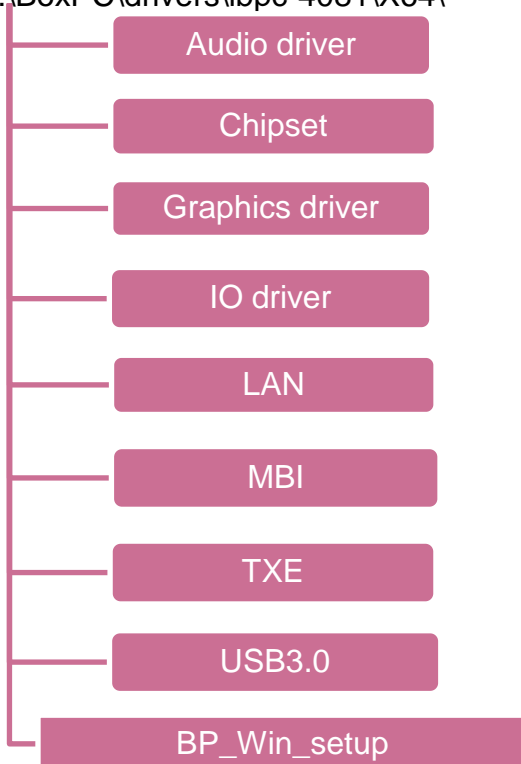 Audio driver
Chipset
Graphics driver
IO driver
LAN
MBI
TXE
USB3.0
BP_Win_setup